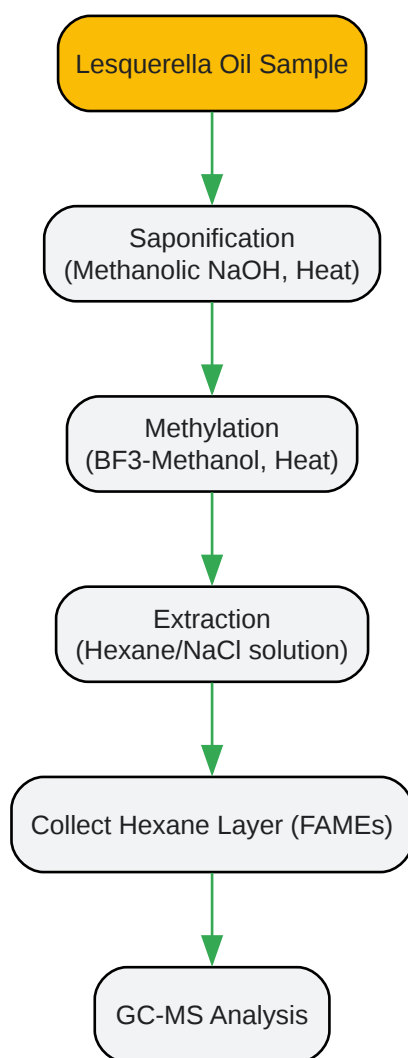 Lesquerella Oil Sample
Saponification
(Methanolic NaOH, Heat)
Methylation
(BF3-Methanol, Heat)
Extraction
(Hexane/NaCl solution)
Collect Hexane Layer (FAMEs)
GC-MS Analysis